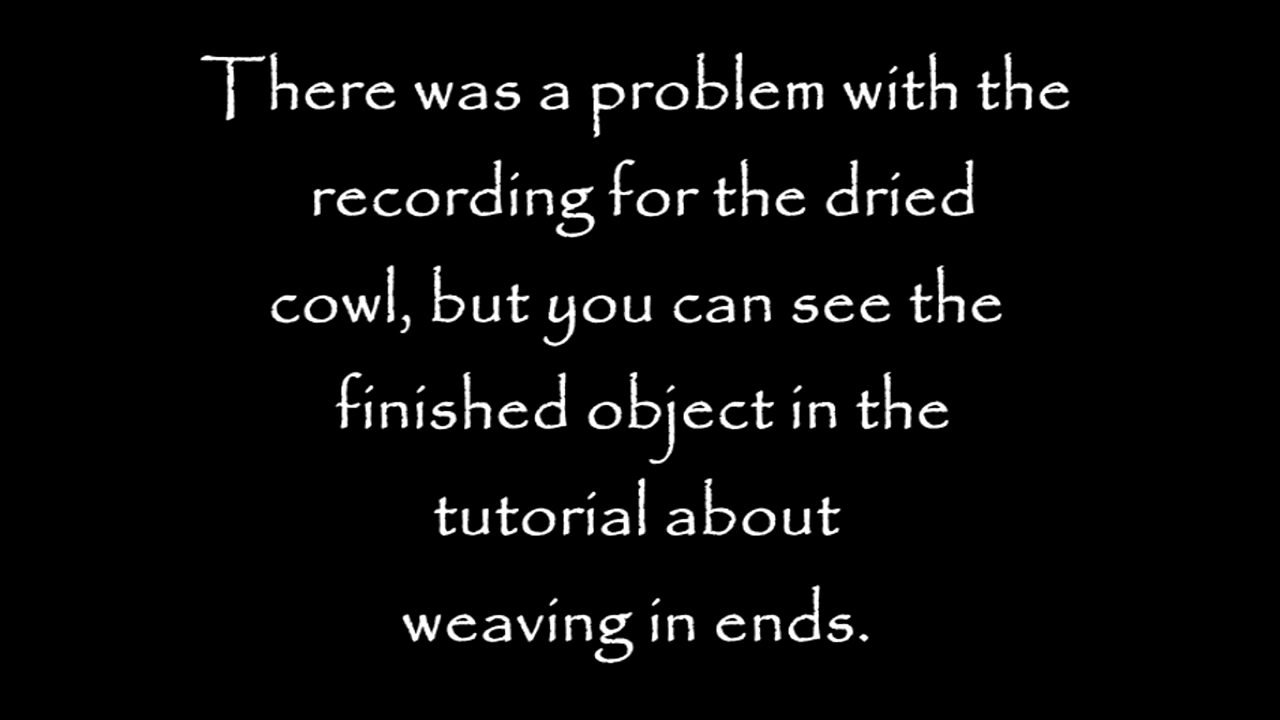 There was a problem with the
recording for the dried
cowl, but you can see the
finished object in the
tutorial about
weaving in ends.